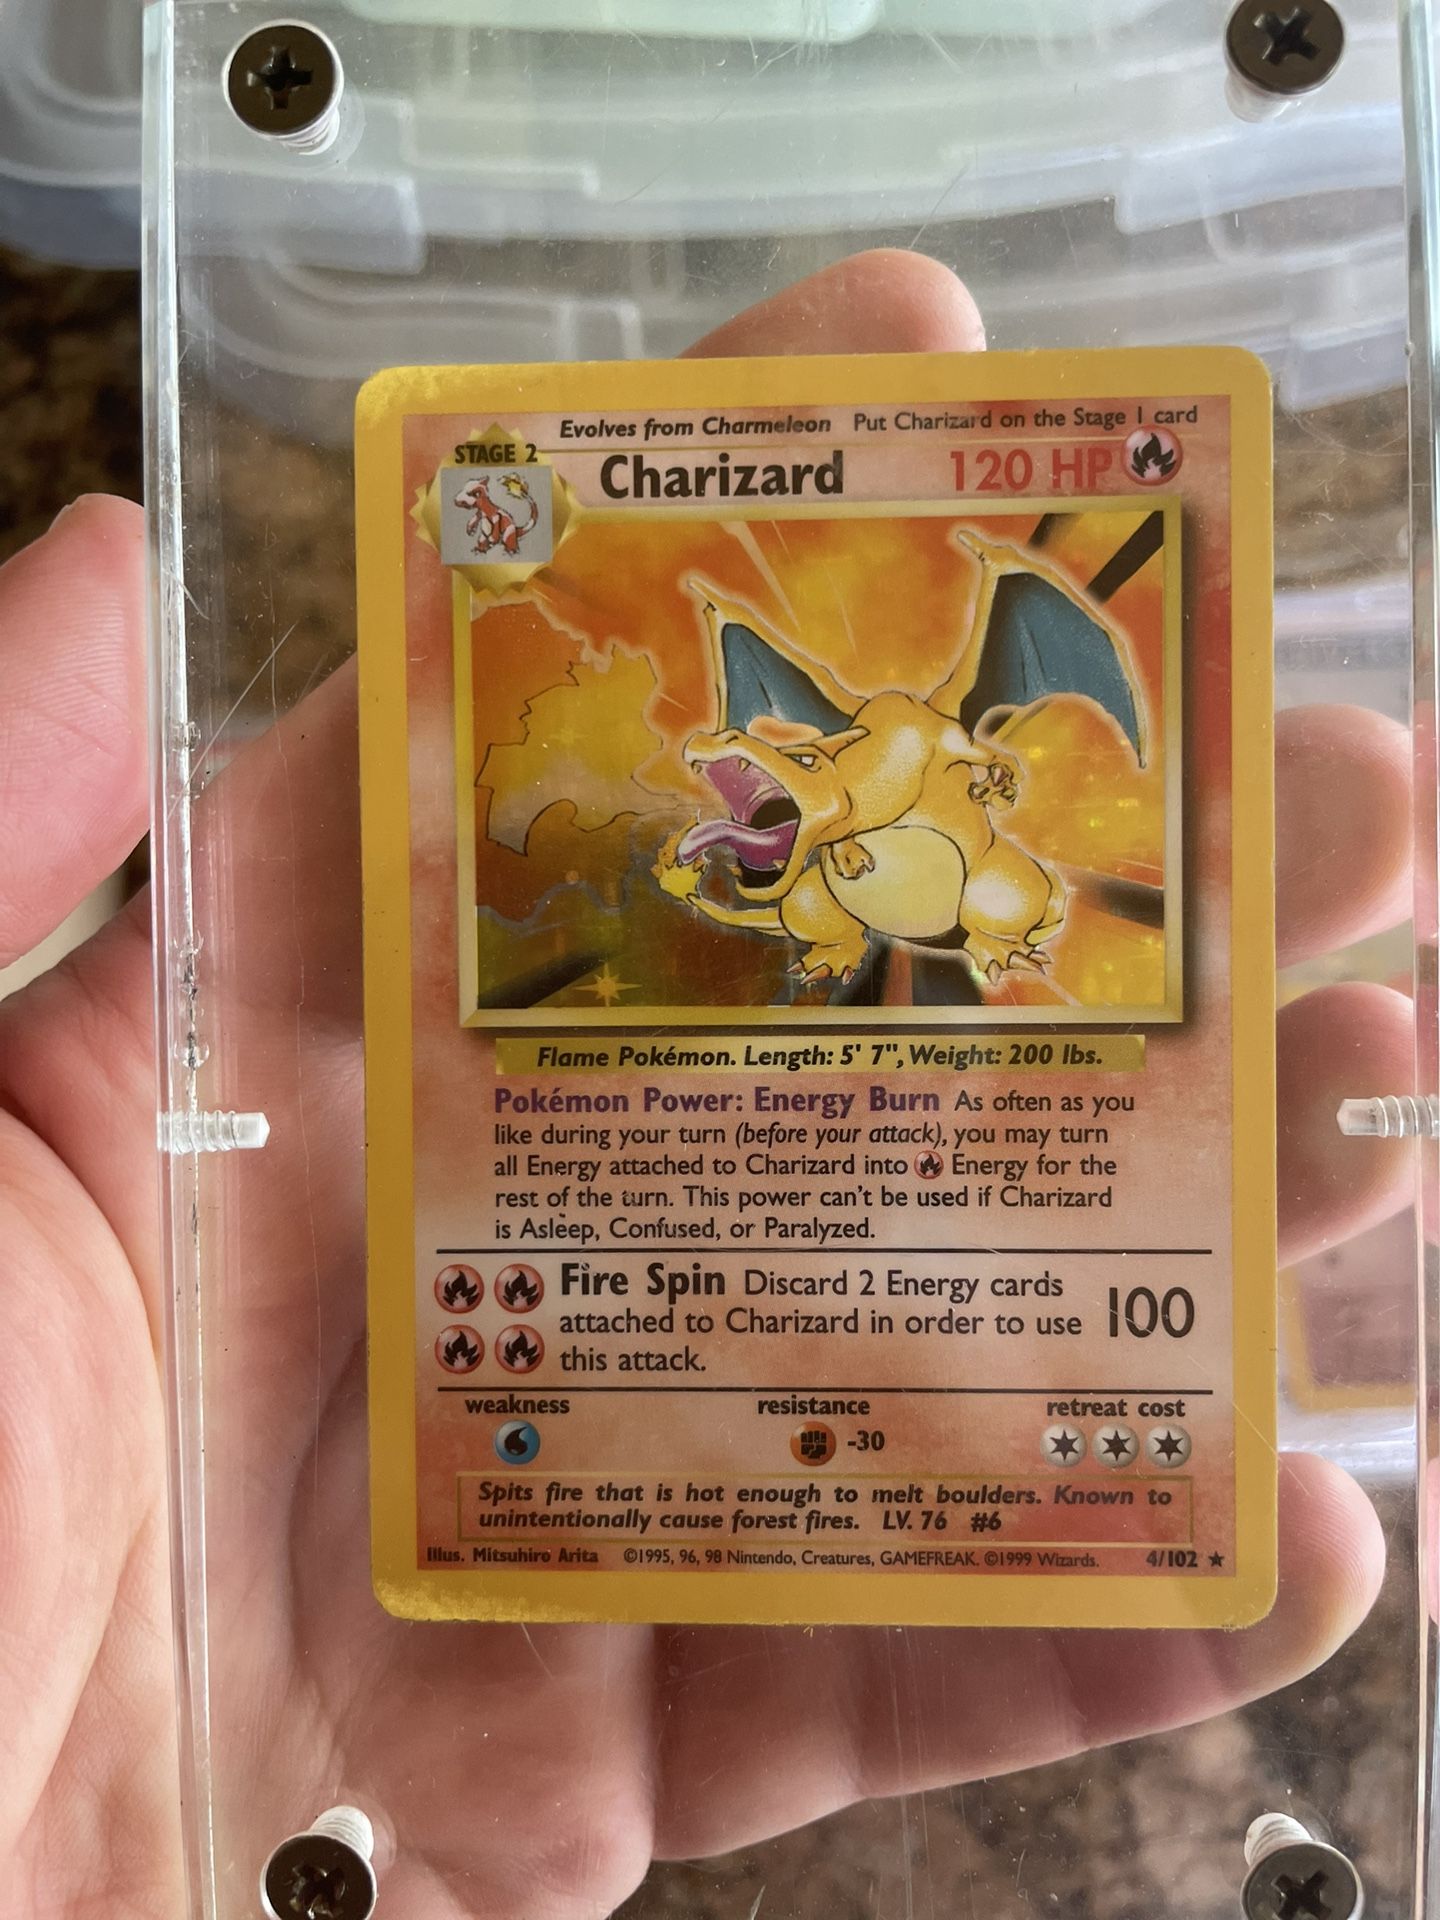 Evolves from Charmeleon Put Charizard on the Stage 1 card
STAGE 2
Charizard 120 HP
Flame Pokémon. Length: 5' 7", Weight: 200 lbs.
Pokémon Power: Energy Burn As often as you
like during your turn (before your attack), you may turn
all Energy attached to Charizard into Energy for the
rest of the turn. This power can't be used if Charizard
is Asleep, Confused, or Paralyzed.
Fire Spin Discard 2 Energy cards
attached to Charizard in order to use 100
this attack.
weakness resistance retreat cost
-30
Spits fire that is hot enough to melt boulders. Known to
unintentionally cause forest fires. LV. 76 #6
Illus. Mitsuhiro Arita ©1995, 96, 98 Nintendo, Creatures, GAMEFREAK. ©1999 Wizards. 4/102 ★